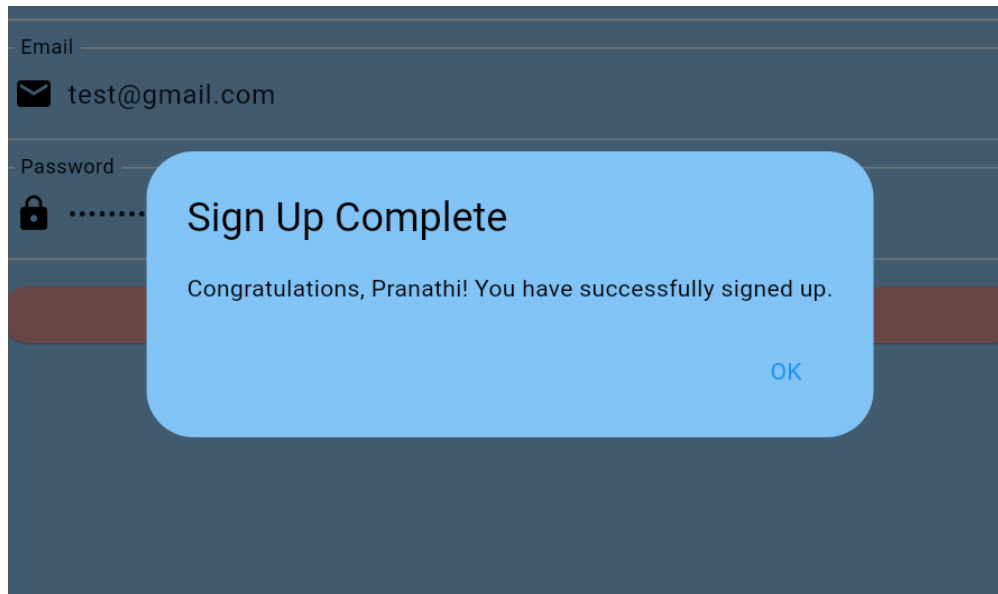 Email
test@gmail.com
Password
••••••••
Sign Up Complete
Congratulations, Pranathi! You have successfully signed up.
OK